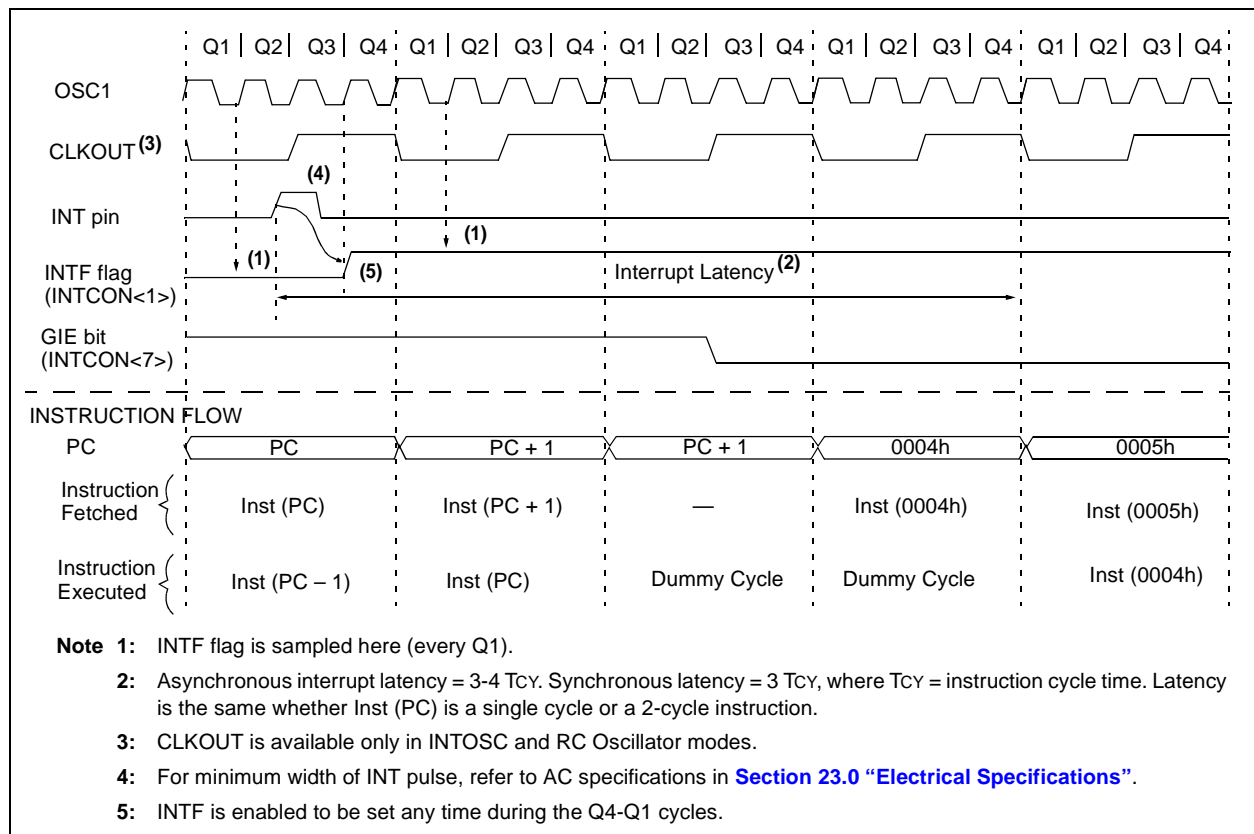 Q1 | Q2 | Q3 | Q4 Q1 | Q2 | Q3 | Q4 Q1 | Q2 | Q3 | Q4 Q1 | Q2 | Q3 | Q4 Q1 | Q2 | Q3 | Q4
OSC1
CLKOUT (3)
(4)
INT pin
(1)
(1)
(5)
INTF flag
(INTCON<1>)
Interrupt Latency (2)
GIE bit
(INTCON<7>)
INSTRUCTION FLOW
PC PC PC + 1 PC + 1 0004h 0005h
Instruction
Fetched
Inst (PC) Inst (PC + 1) — Inst (0004h) Inst (0005h)
Instruction
Executed
Inst (PC – 1) Inst (PC) Dummy Cycle Dummy Cycle Inst (0004h)
Note 1: INTF flag is sampled here (every Q1).
2: Asynchronous interrupt latency = 3-4 TCY. Synchronous latency = 3 TCY, where TCY = instruction cycle time. Latency
is the same whether Inst (PC) is a single cycle or a 2-cycle instruction.
3: CLKOUT is available only in INTOSC and RC Oscillator modes.
4: For minimum width of INT pulse, refer to AC specifications in Section 23.0 “Electrical Specifications”.
5: INTF is enabled to be set any time during the Q4-Q1 cycles.